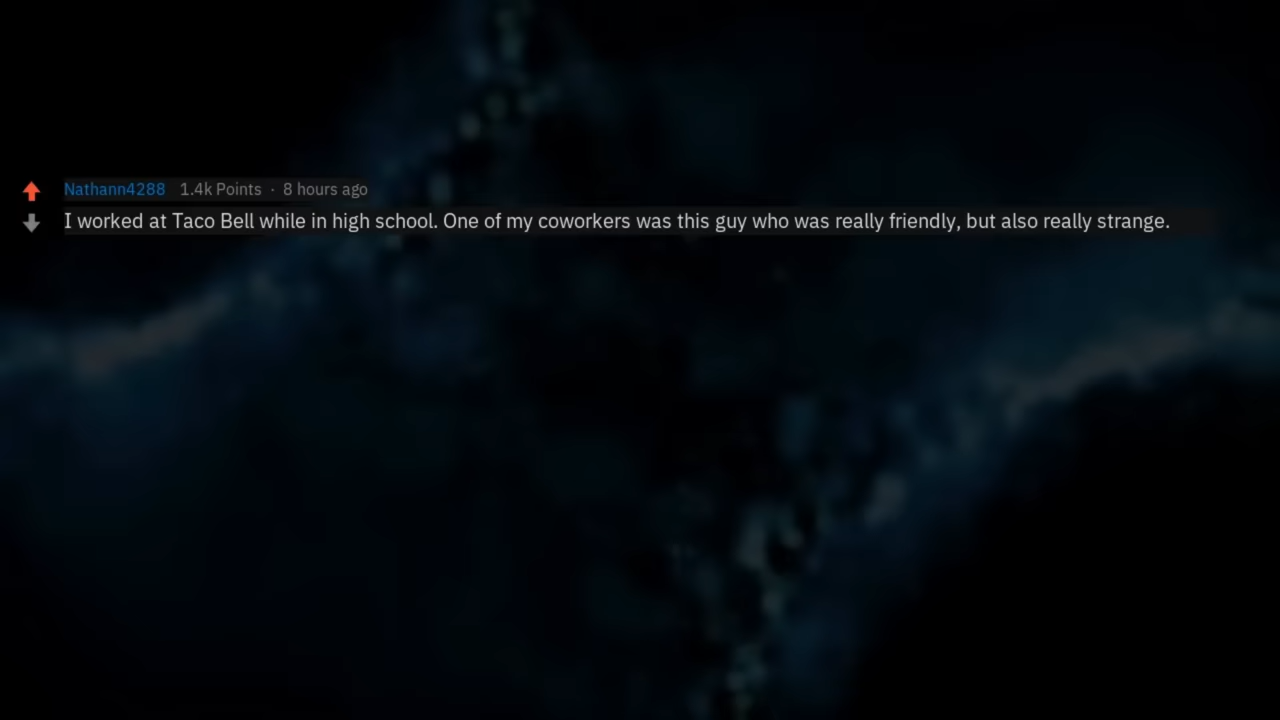 Nathann4288 1.4k Points · 8 hours ago
I worked at Taco Bell while in high school. One of my coworkers was this guy who was really friendly, but also really strange.